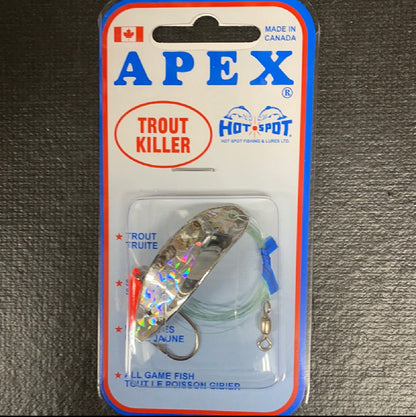 MADE IN
CANADA
APEX
®
TROUT
KILLER
HOT SPOT®
HOT SPOT FISHING & LURES LTD.
★ TROUT
TRUITE
★ S
S
★
ES
JAUNE
★ ALL GAME FISH
TOUT LE POISSON GIBIER